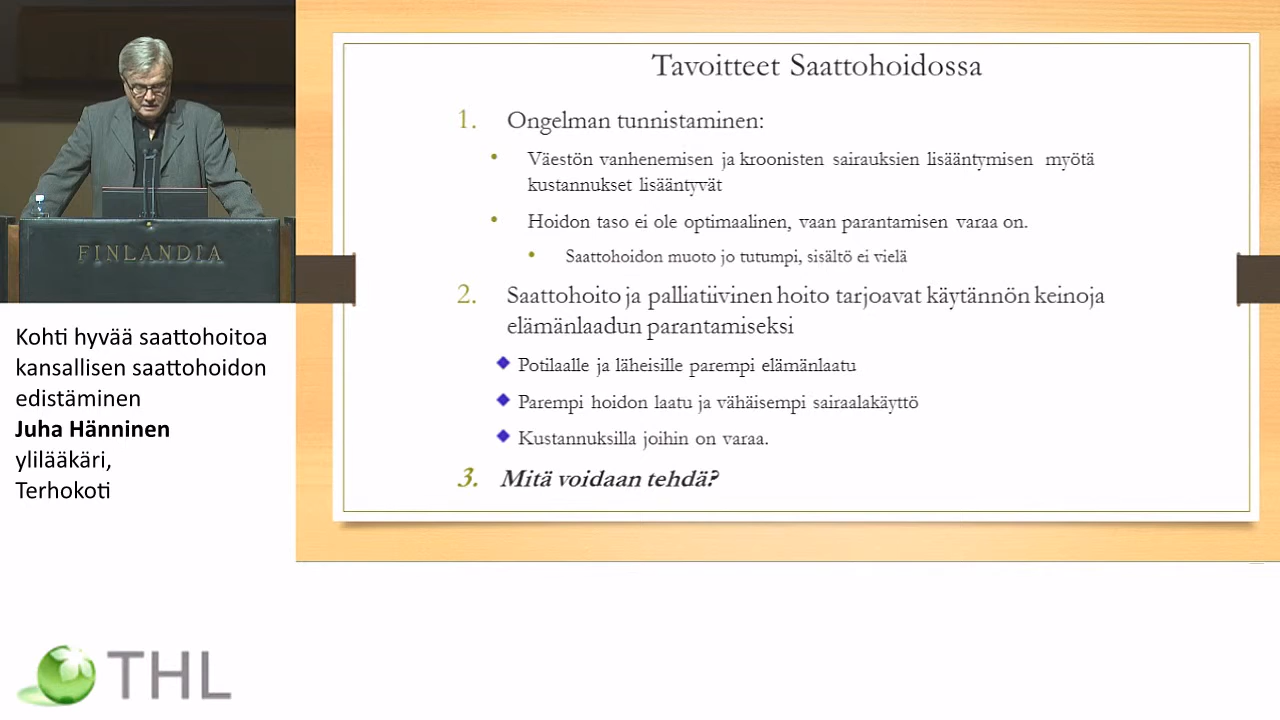 FINLANDIA
Kohti hyvää saattohoitoa
kansallisen saattohoidon
edistäminen
Juha Hänninen
ylilääkäri,
Terhokoti
THL
Tavoitteet Saattohoidossa
1. Ongelman tunnistaminen:
• Väestön vanhenemisen ja kroonisten sairauksien lisääntymisen myötä
kustannukset lisääntyvät
• Hoidon taso ei ole optimaalinen, vaan parantamisen varaa on.
• Saattohoidon muoto jo tutumpi, sisältö ei vielä
2. Saattohoito ja palliatiivinen hoito tarjoavat käytännön keinoja
elämänlaadun parantamiseksi
◆ Potilaalle ja läheisille parempi elämänlaatu
◆ Parempi hoidon laatu ja vähäisempi sairaalakäyttö
◆ Kustannuksilla joihin on varaa.
3. Mitä voidaan tehdä?